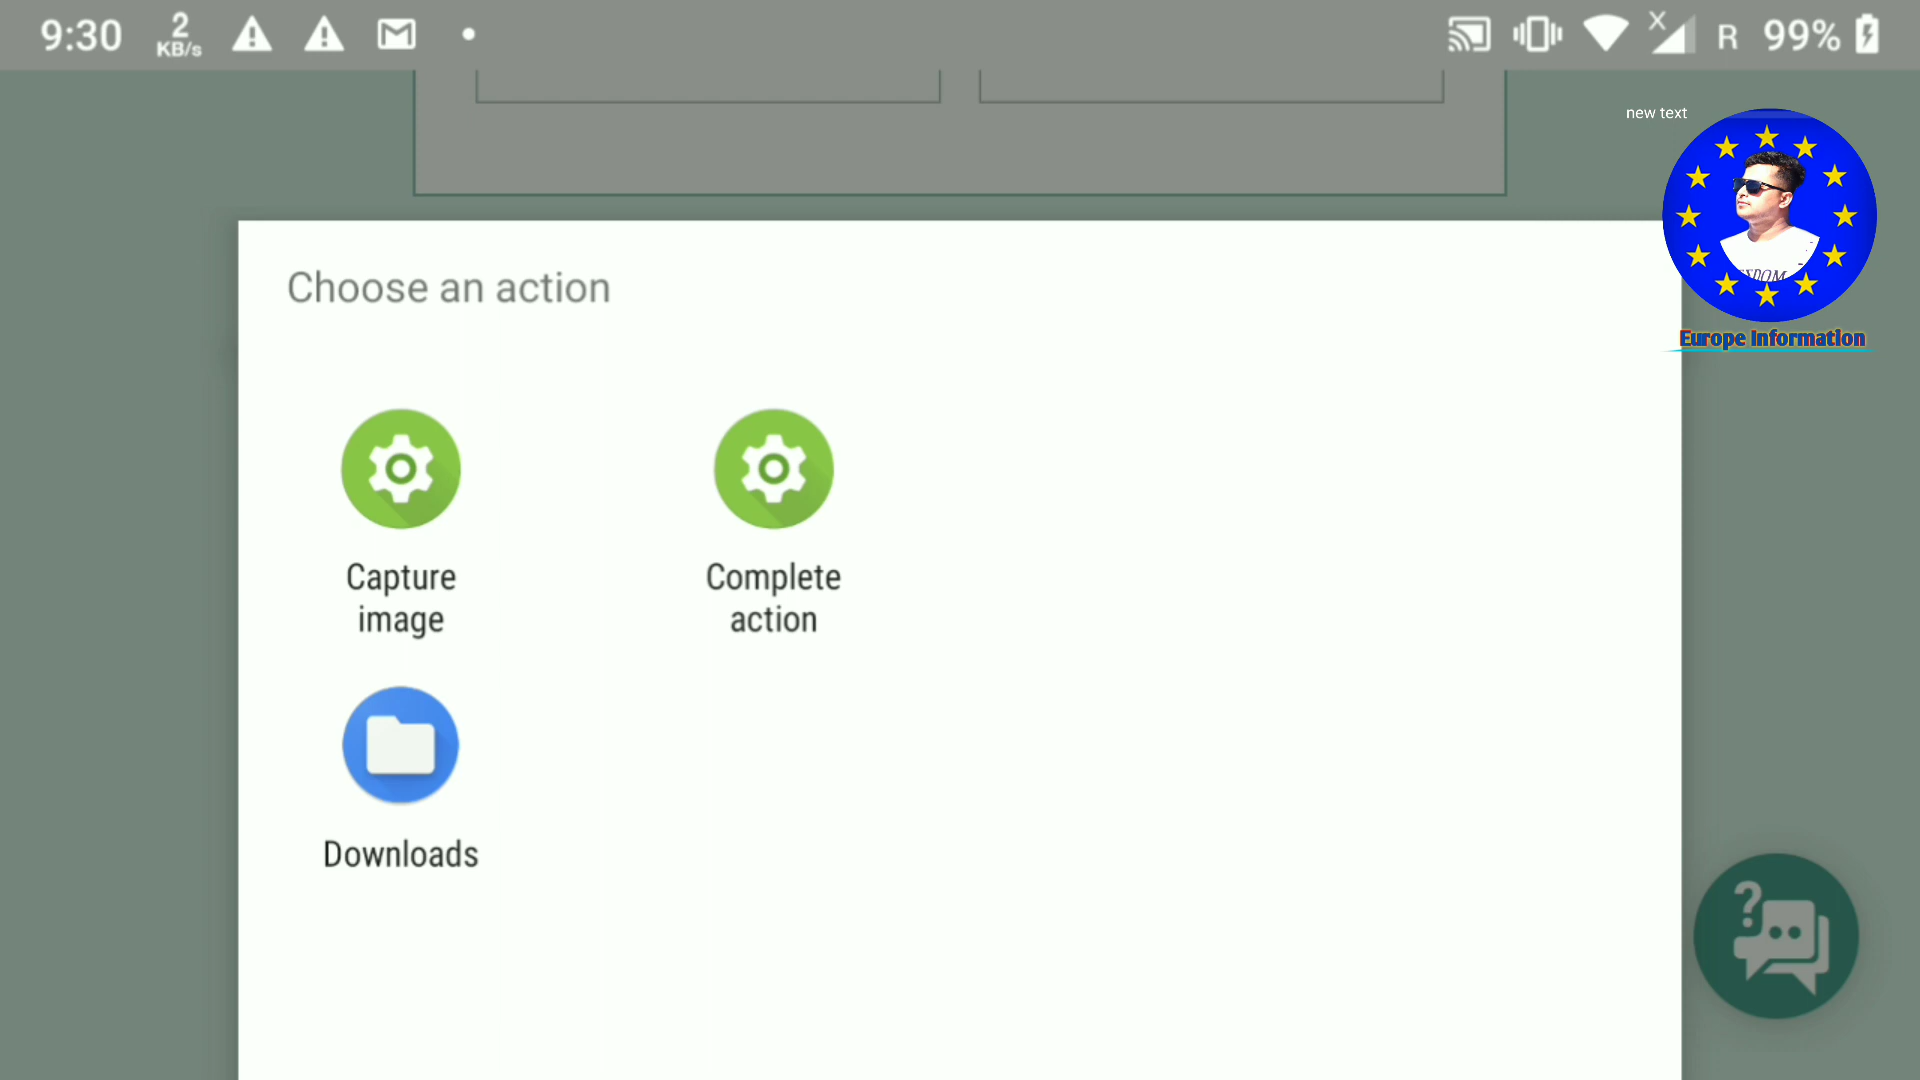 9:30
2
KB/s
R
99%
new text
Choose an action
Europe Information
Capture
image
Complete
action
Downloads